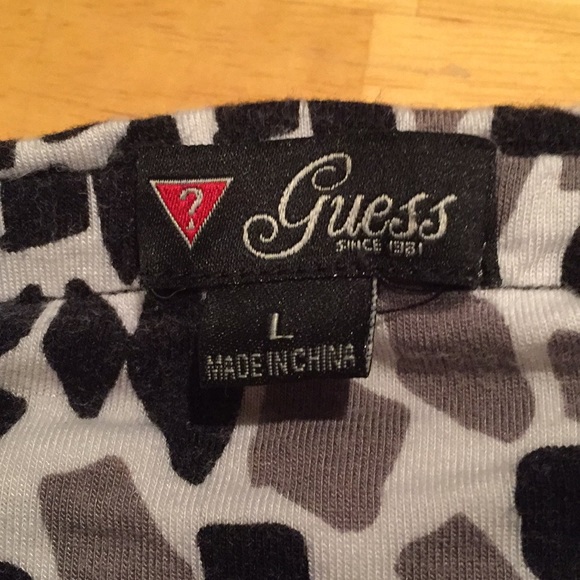 ?
Guess
SINCE 1981
L
MADE IN CHINA